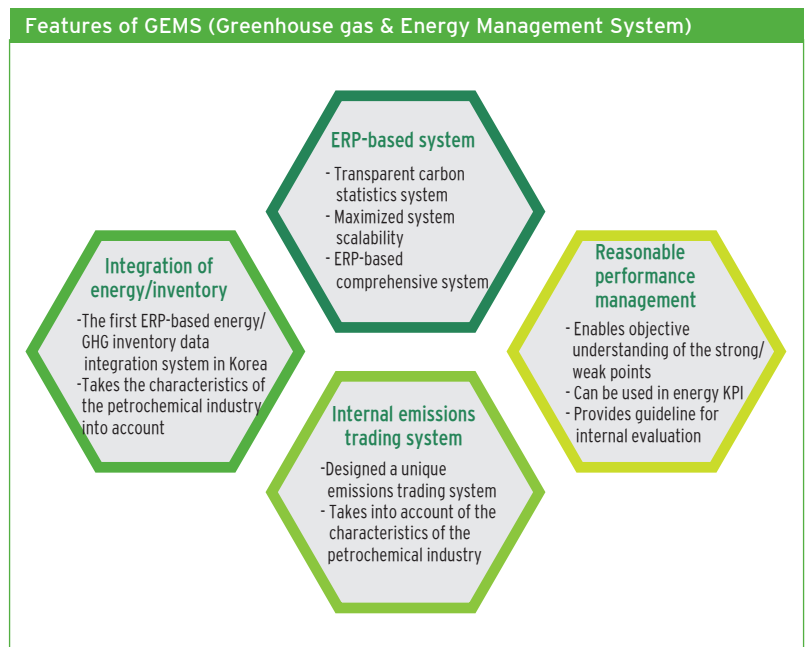 Features of GEMS (Greenhouse gas & Energy Management System)
ERP-based system
- Transparent carbon
statistics system
- Maximized system
scalability
- ERP-based
comprehensive system
Integration of
energy/inventory
-The first ERP-based energy/
GHG inventory data
integration system in Korea
-Takes the characteristics of
the petrochemical industry
into account
Reasonable
performance
management
- Enables objective
understanding of the strong/
weak points
- Can be used in energy KPI
- Provides guideline for
internal evaluation
Internal emissions
trading system
-Designed a unique
emissions trading system
- Takes into account of the
characteristics of the
petrochemical industry